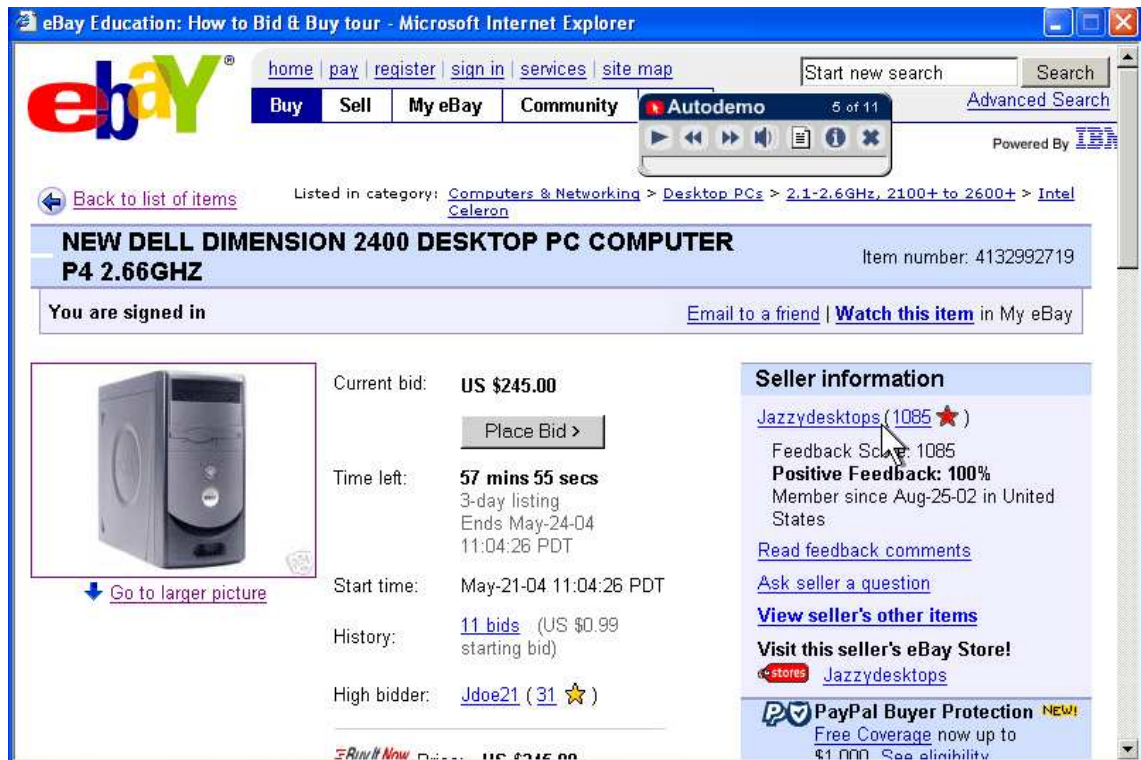 eBay Education: How to Bid & Buy tour - Microsoft Internet Explorer
ebY®
home | pay | register | sign in | services | site map
Start new search
Search
Buy Sell My eBay Community
Advanced Search
Autodemo 5 of 11
Powered By IBM
Back to list of items
Listed in category: Computers & Networking > Desktop PCs > 2.1-2.6GHz, 2100+ to 2600+ > Intel
Celeron
NEW DELL DIMENSION 2400 DESKTOP PC COMPUTER
P4 2.66GHZ
Item number: 4132992719
You are signed in
Email to a friend | Watch this item in My eBay
Current bid: US $245.00
Place Bid >
Time left: 57 mins 55 secs
3-day listing
Ends May-24-04
11:04:26 PDT
Go to larger picture
Start time: May-21-04 11:04:26 PDT
History: 11 bids (US $0.99
starting bid)
High bidder: Jdoe21 ( 31 )
Buy It Now
Seller information
Jazzydesktops ( 1085 )
Feedback Score: 1085
Positive Feedback: 100%
Member since Aug-25-02 in United
States
Read feedback comments
Ask seller a question
View seller's other items
Visit this seller's eBay Store!
stores Jazzydesktops
PayPal Buyer Protection NEW!
Free Coverage now up to
$1,000. See eligibility